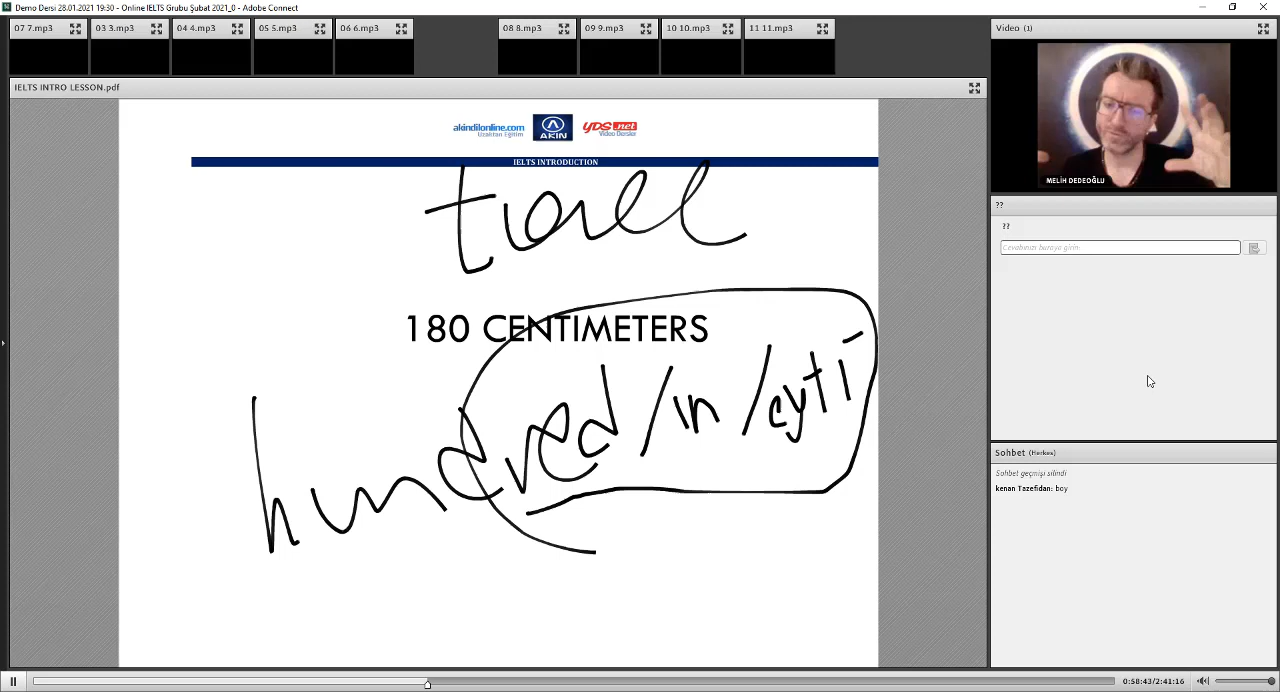 Demo Dersi 28.01.2021 19:30 - Online IELTS Grubu Şubat 2021_0 - Adobe Connect
07 7.mp3 03 3.mp3 04 4.mp3 05 5.mp3 06 6.mp3 08 8.mp3 09 9.mp3 10 10.mp3 11 11.mp3
Video (1)
IELTS INTRO LESSON.pdf
akindilonline.com
Uzaktan Eğitim
AKIN
YDS.net
Video Dersler
IELTS INTRODUCTION
MELİH DEDEOĞLU
??
??
Cevabınızı buraya girin
180 CENTIMETERS
hundred/in/cyti
Sohbet (Herkes)
Sohbet geçmişi silindi
kenan Tazefidan: boy
0:58:43/2:41:16